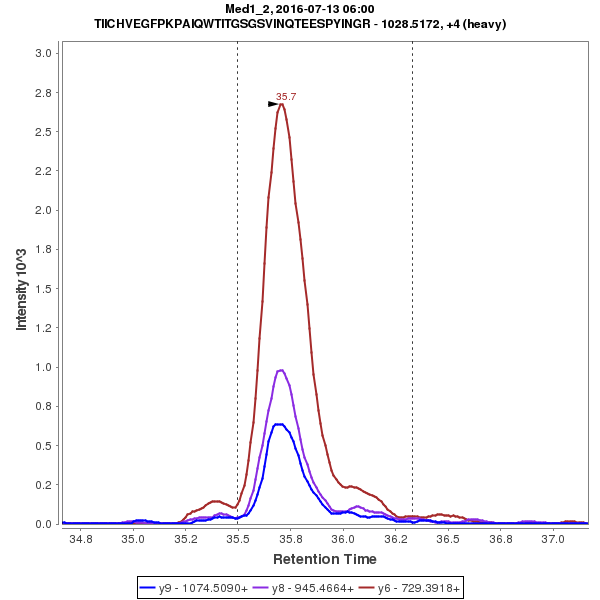 Med1_2, 2016-07-13 06:00
TIICHVEGFPKPAIQWTITGSGSVINQTEESPYINGR - 1028.5172, +4 (heavy)
3.0
2.8
2.5
2.2
2.0
1.8
1.5
1.2
1.0
0.8
0.5
0.2
0.0
Intensity 10^3
35.7
34.8 35.0 35.2 35.5 35.8 36.0 36.2 36.5 36.8 37.0
Retention Time
y9 - 1074.5090+ y8 - 945.4664+ y6 - 729.3918+